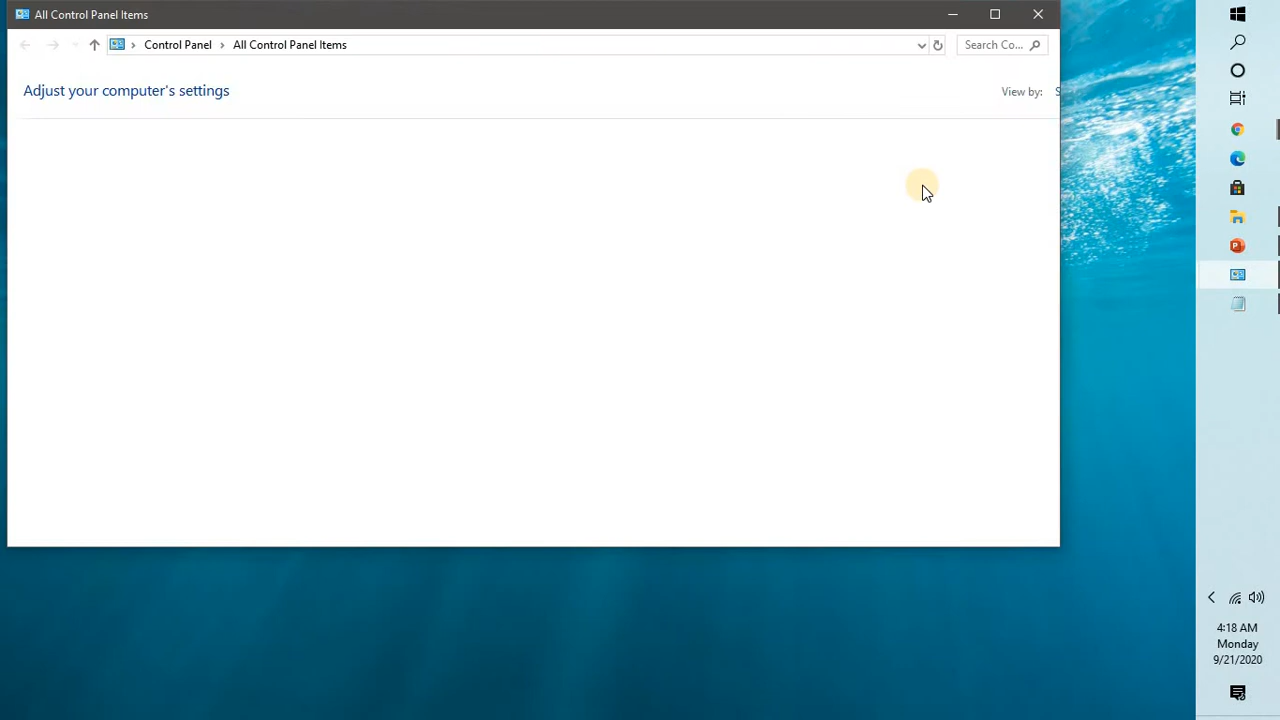 All Control Panel Items
Control Panel > All Control Panel Items
Search Co...
Adjust your computer's settings
View by:
4:18 AM
Monday
9/21/2020